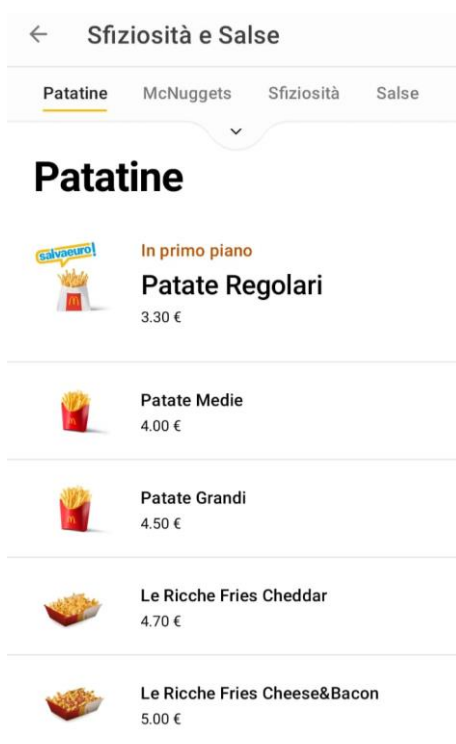 Sfiziosità e Salse
Patatine McNuggets Sfiziosità Salse
Patatine
salvaeuro!
In primo piano
Patate Regolari
3.30 €
Patate Medie
4.00 €
Patate Grandi
4.50 €
Le Ricche Fries Cheddar
4.70 €
Le Ricche Fries Cheese&Bacon
5.00 €